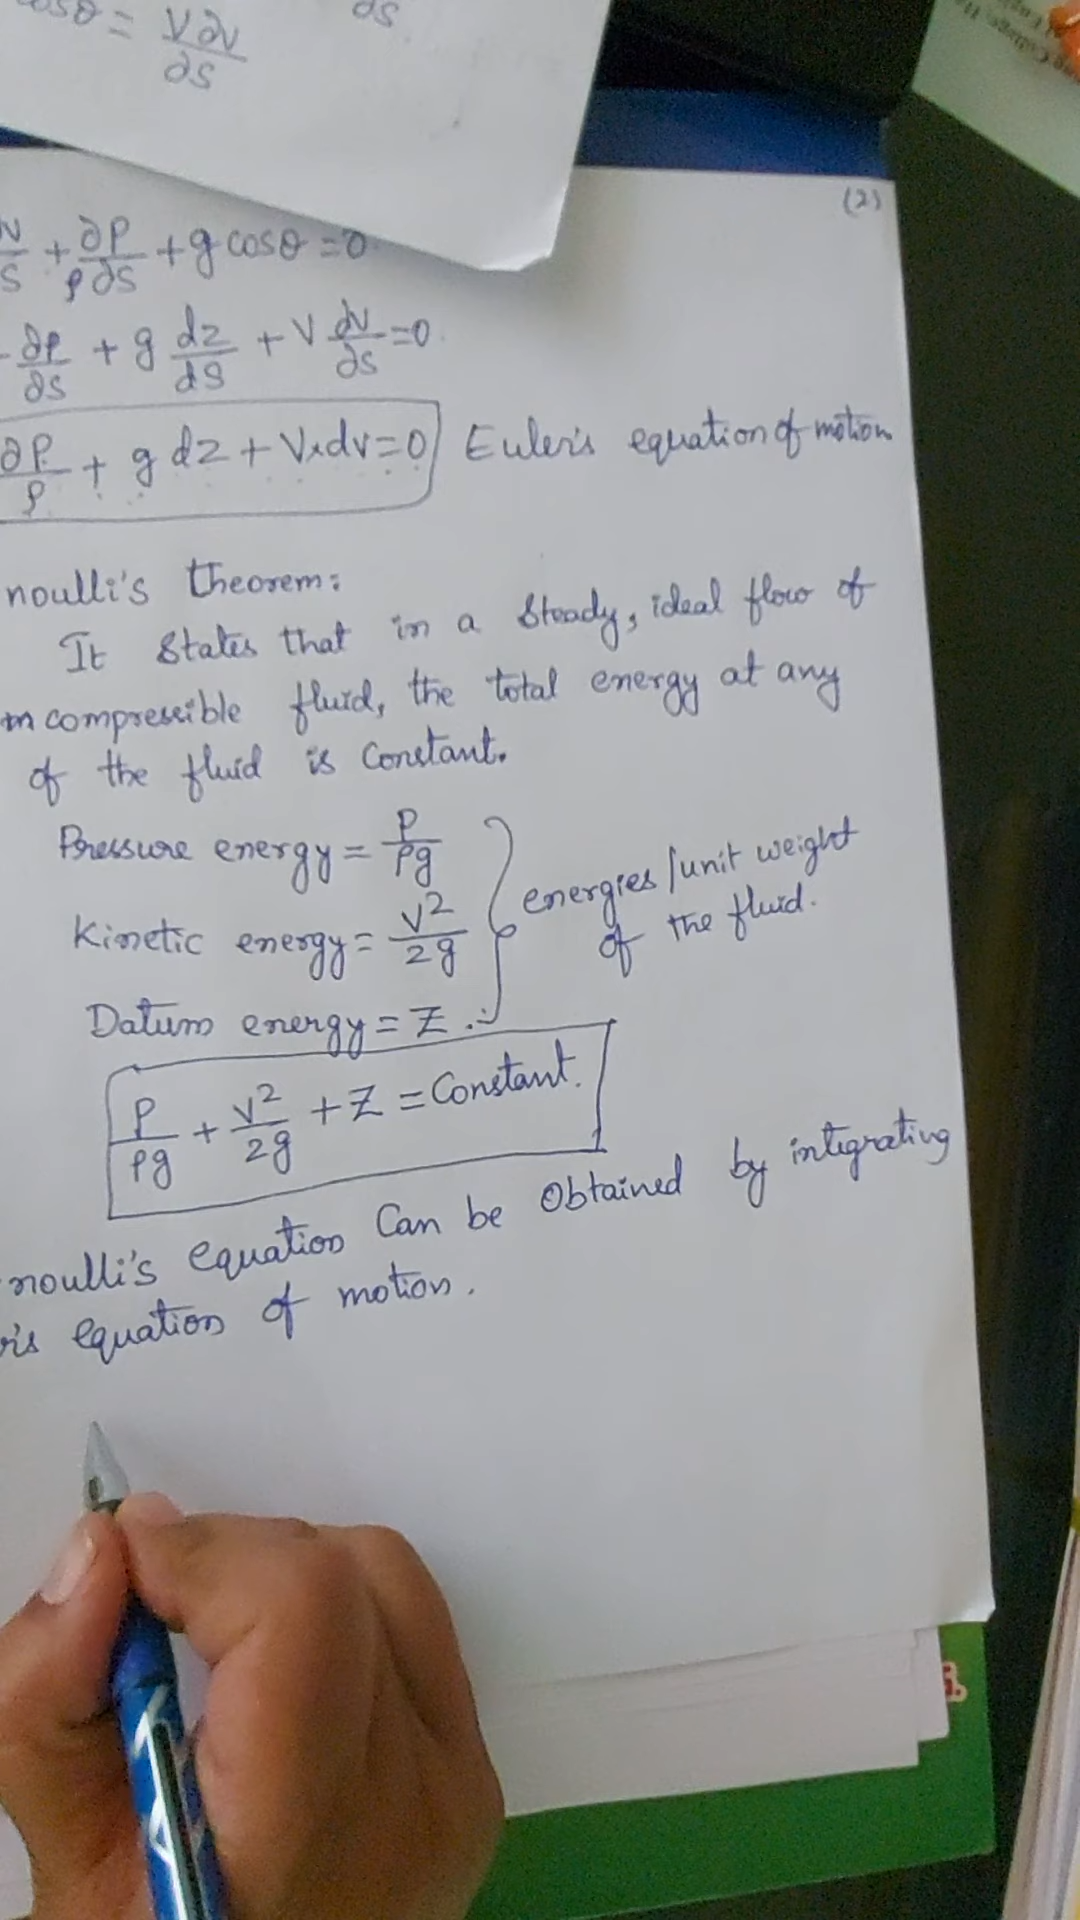 cosθ = V∂v/∂s
∂s
(2)
∂v/s + ∂P/ρ∂s + g cosθ = 0
∂P/∂s + g dz/ds + V ∂v/∂s = 0
∂P/ρ + g dz + V×dv = 0 Euler's equation of motion
noulli's theorem:
It states that in a steady, ideal flow of
incompressible fluid, the total energy at any
of the fluid is Constant.
Pressure energy = P/ρg
Kinetic energy = V²/2g
energies/unit weight
of the fluid.
Datum energy = Z
P/ρg + V²/2g + Z = Constant.
noulli's equation Can be Obtained by integrating
r's equation of motion.